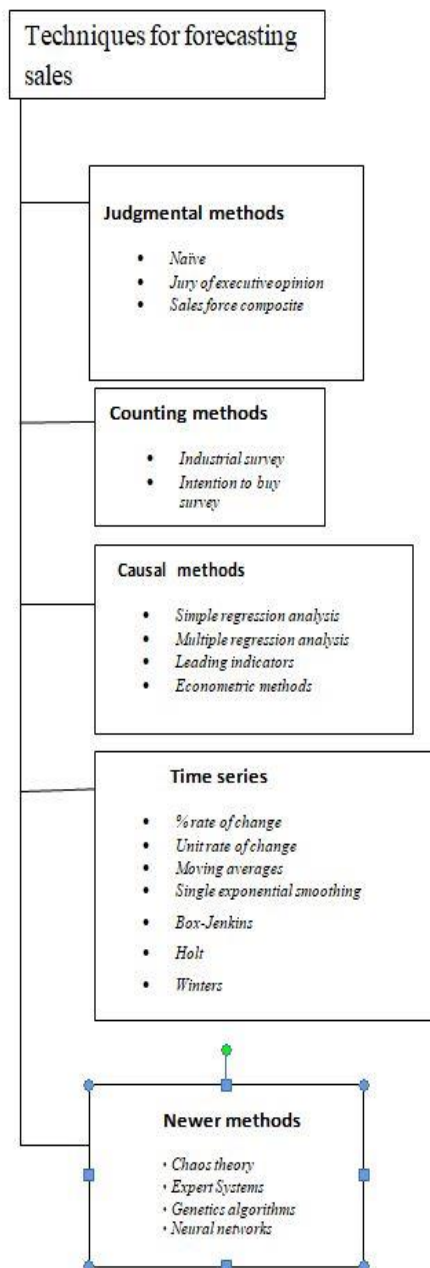 Techniques for forecasting
sales
Judgmental methods
• Naïve
• Jury of executive opinion
• Sales force composite
Counting methods
• Industrial survey
• Intention to buy
survey
Causal methods
• Simple regression analysis
• Multiple regression analysis
• Leading indicators
• Econometric methods
Time series
• % rate of change
• Unit rate of change
• Moving averages
• Single exponential smoothing
• Box-Jenkins
• Holt
• Winters
Newer methods
• Chaos theory
• Expert Systems
• Genetics algorithms
• Neural networks